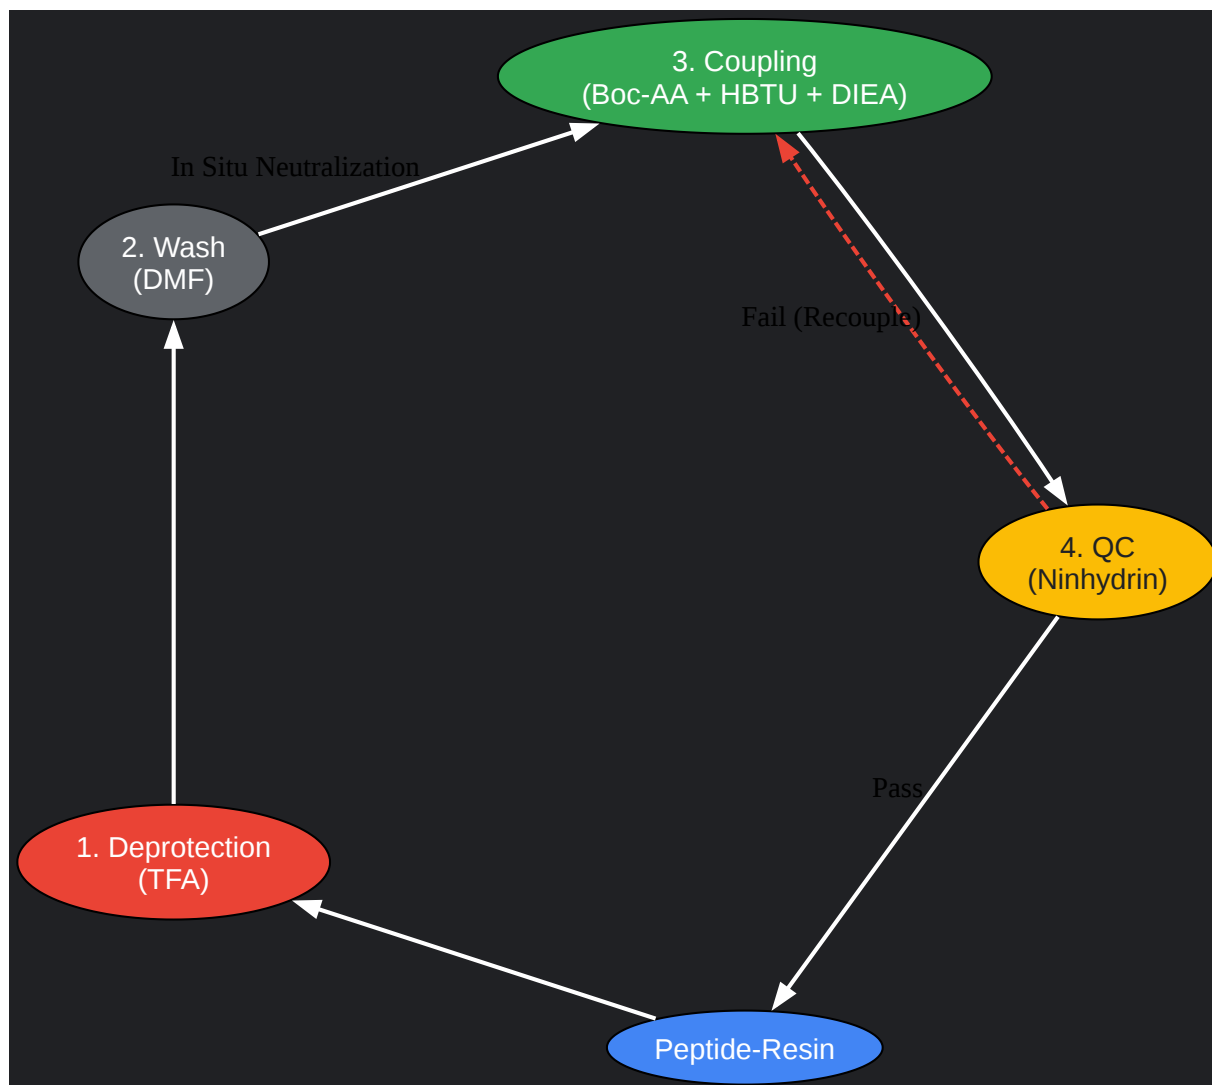 3. Coupling
(Boc-AA + HBTU + DIEA)
In Situ Neutralization
2. Wash
(DMF)
Fail (Recouple)
4. QC
(Ninhydrin)
Pass
1. Deprotection
(TFA)
Peptide-Resin